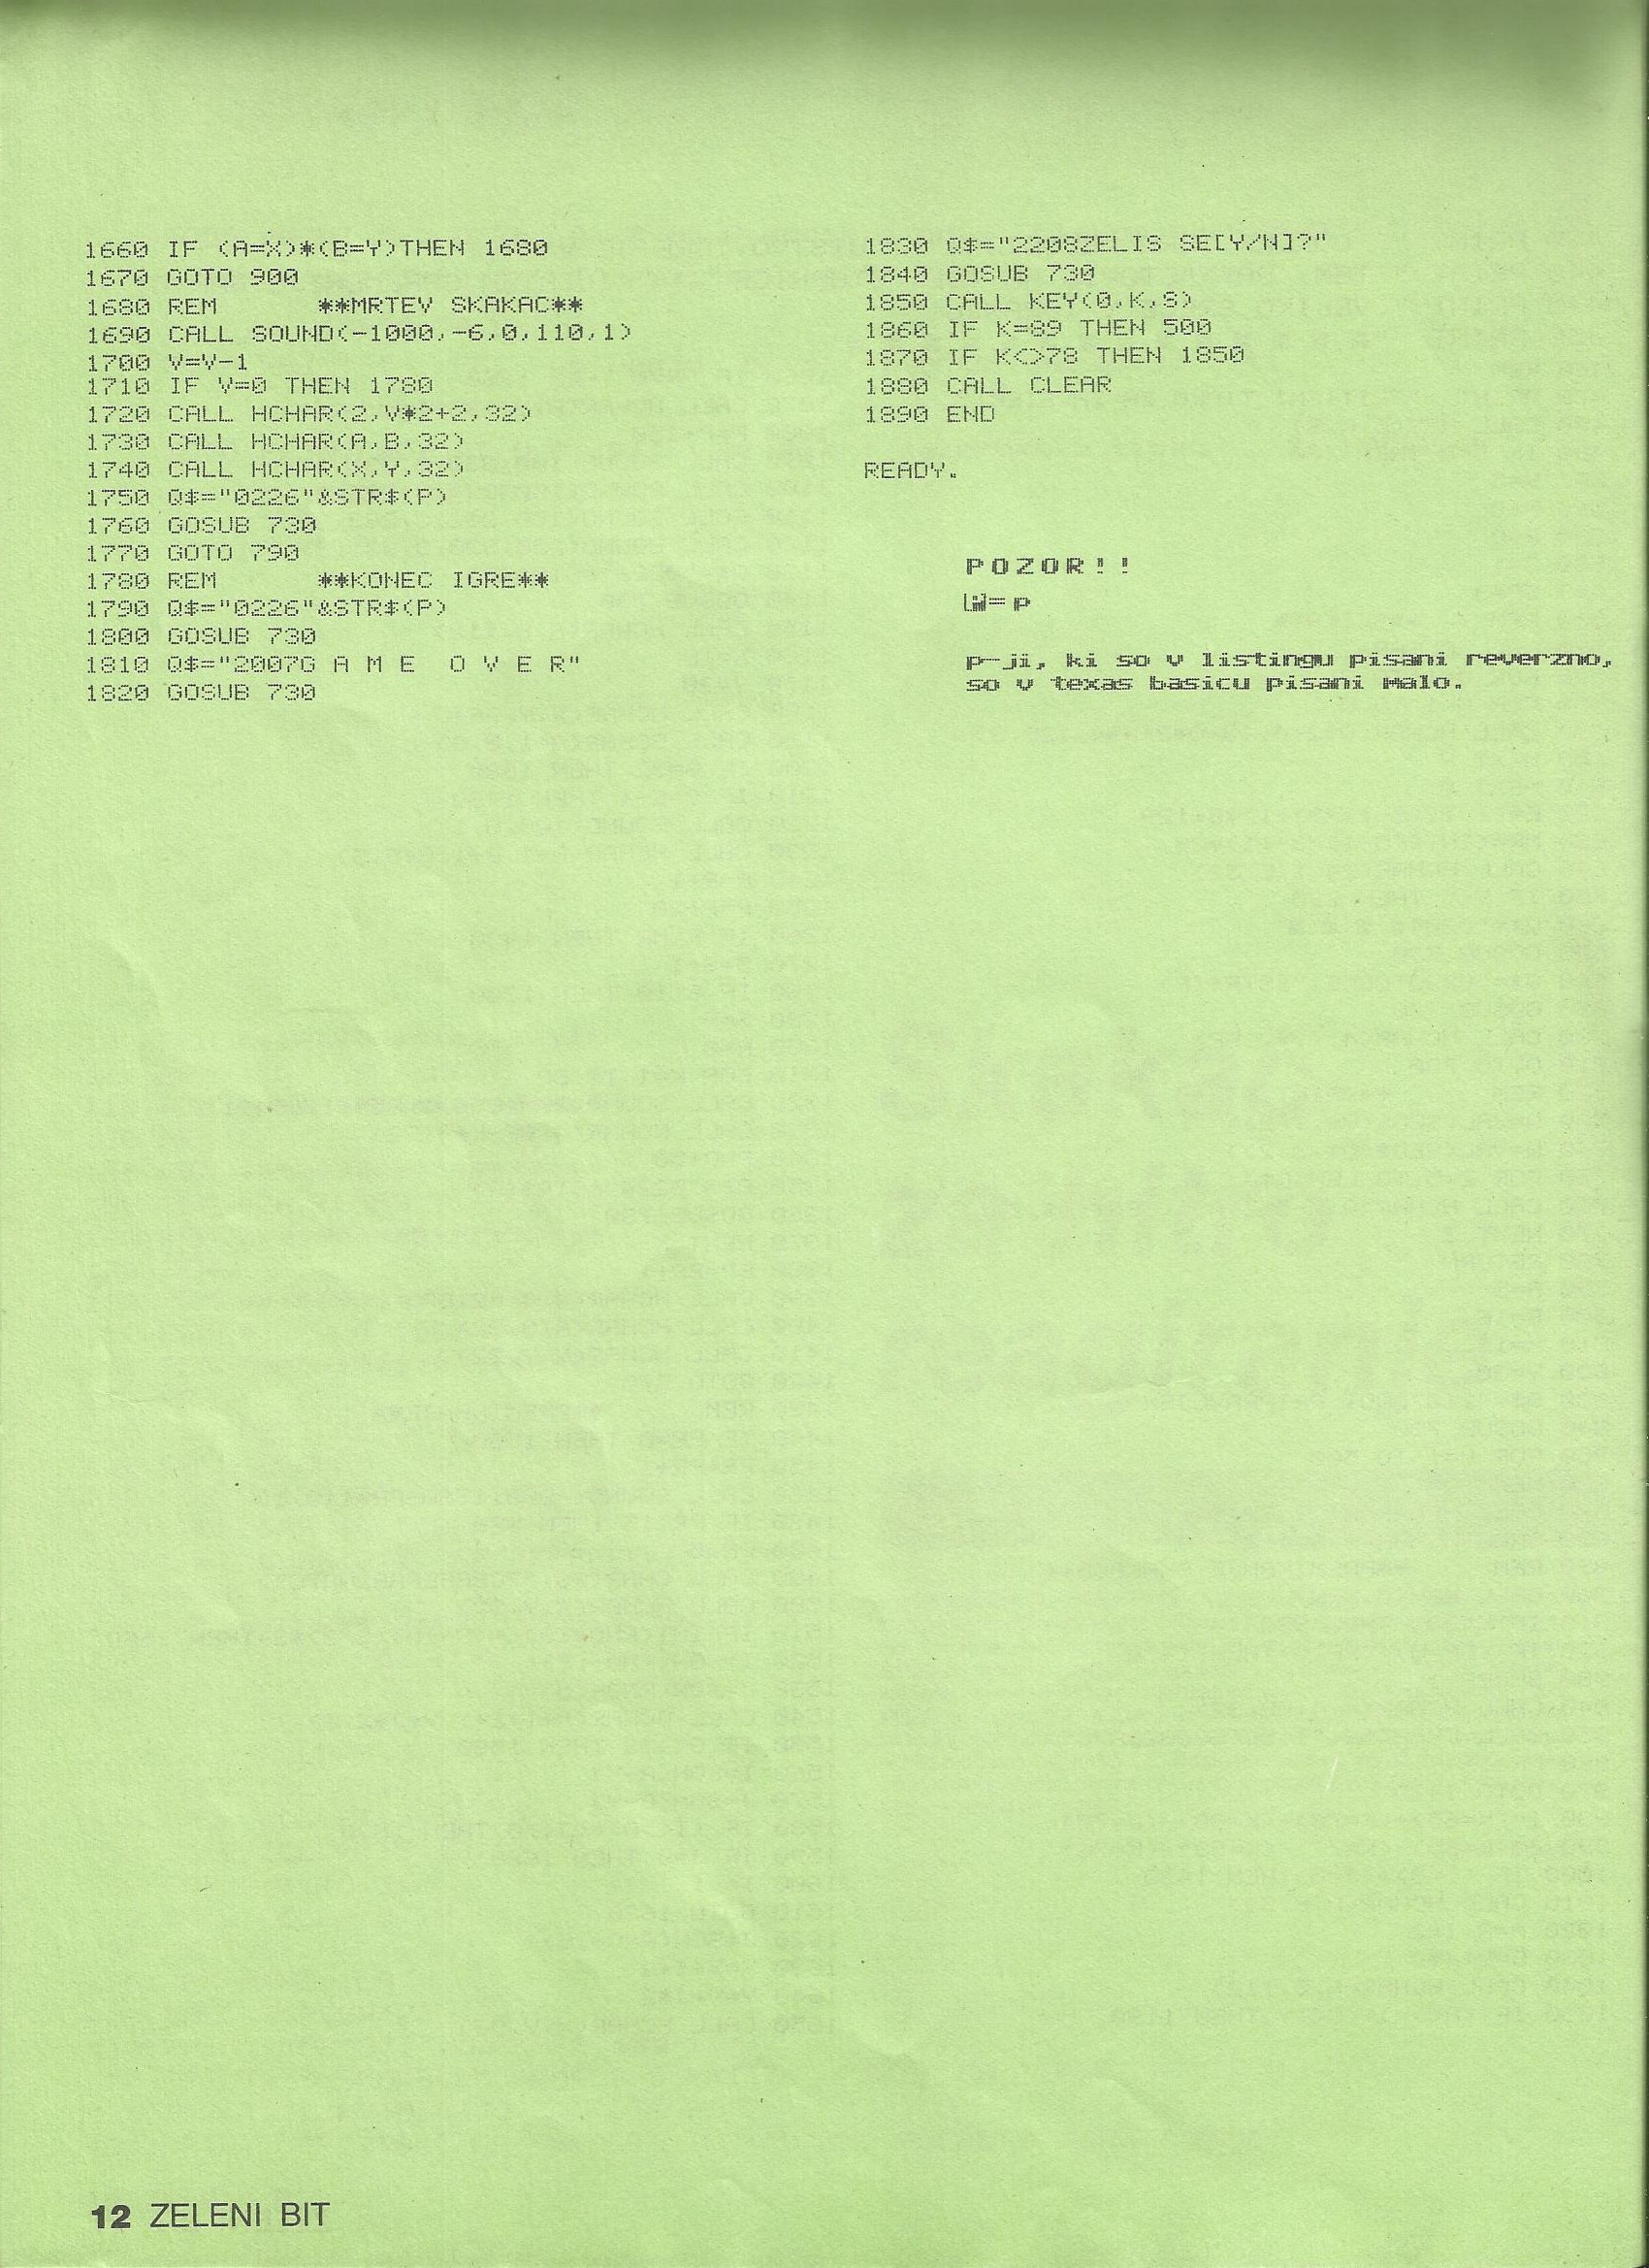 1660 IF (A=X)*(B=Y)THEN 1680
1670 GOTO 900
1680 REM      **MRTEV SKAKAC**
1690 CALL SOUND(-1000,-6,0,110,1)
1700 V=V-1
1710 IF V=0 THEN 1780
1720 CALL HCHAR(2,V*2+2,32)
1730 CALL HCHAR(A,B,32)
1740 CALL HCHAR(X,Y,32)
1750 Q$="0226"&STR$(P)
1760 GOSUB 730
1770 GOTO 790
1780 REM      **KONEC IGRE**
1790 Q$="0226"&STR$(P)
1800 GOSUB 730
1810 Q$="2007G A M E  O V E R"
1820 GOSUB 730
1830 Q$="2208ZELIS SE[Y/N]?"
1840 GOSUB 730
1850 CALL KEY(0,K,S)
1860 IF K=89 THEN 500
1870 IF K<>78 THEN 1850
1880 CALL CLEAR
1890 END
READY.
POZOR!!
= p
p-ji, ki so v listingu pisani reverzno,
so v texas basicu pisani malo.
12 ZELENI BIT